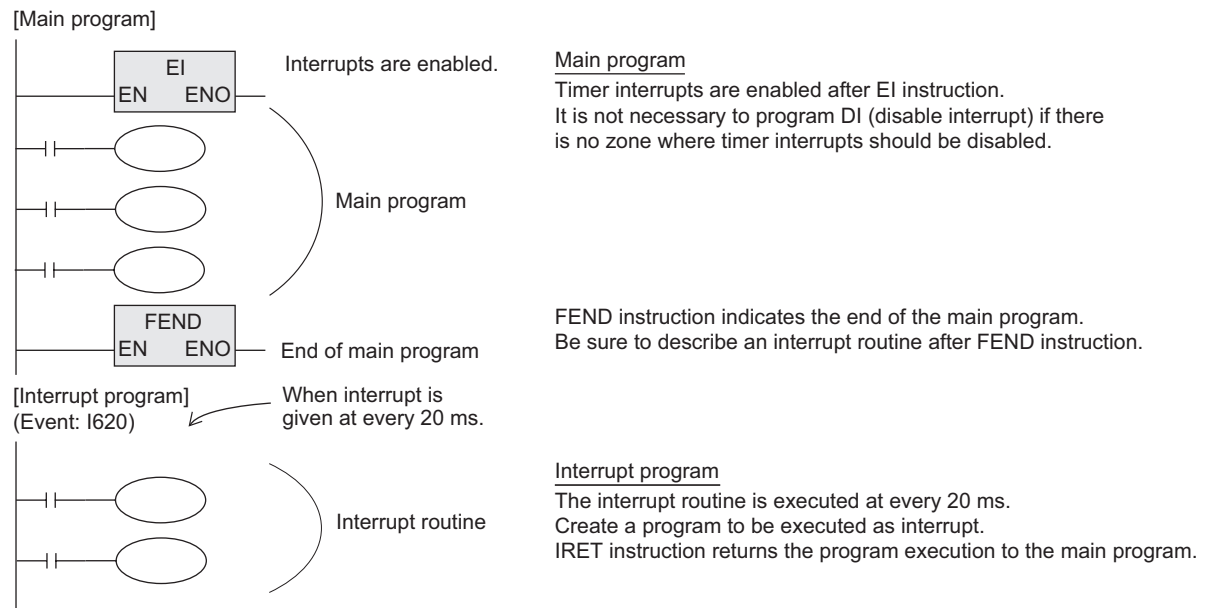 [Main program]
EI
EN ENO
Interrupts are enabled.
Main program
Timer interrupts are enabled after EI instruction.
It is not necessary to program DI (disable interrupt) if there
is no zone where timer interrupts should be disabled.
Main program
FEND
EN ENO
End of main program
FEND instruction indicates the end of the main program.
Be sure to describe an interrupt routine after FEND instruction.
[Interrupt program]
(Event: I620)
When interrupt is
given at every 20 ms.
Interrupt routine
Interrupt program
The interrupt routine is executed at every 20 ms.
Create a program to be executed as interrupt.
IRET instruction returns the program execution to the main program.